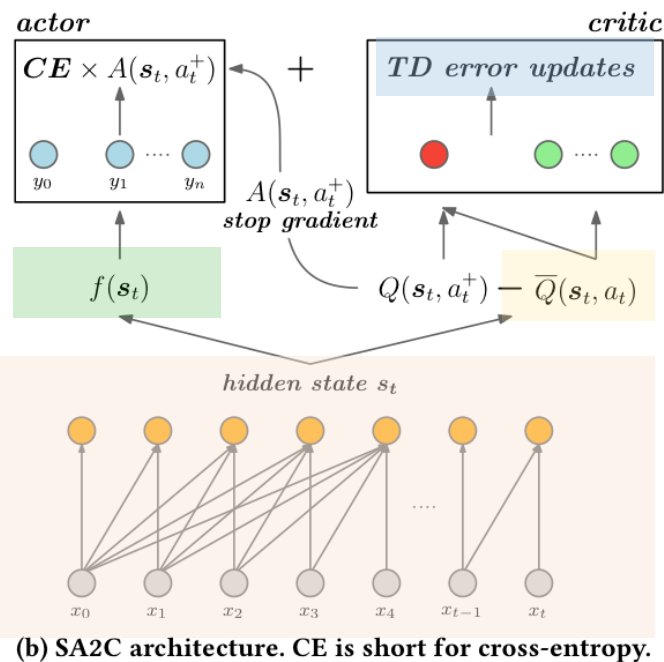 actor
critic
CE × A(s_t, a_t^+)
+
TD error updates
y_0 y_1 .... y_n
....
A(s_t, a_t^+)
stop gradient
f(s_t)
Q(s_t, a_t^+) − Q̅(s_t, a_t)
hidden state s_t
....
x_0 x_1 x_2 x_3 x_4 x_{t−1} x_t
(b) SA2C architecture. CE is short for cross-entropy.